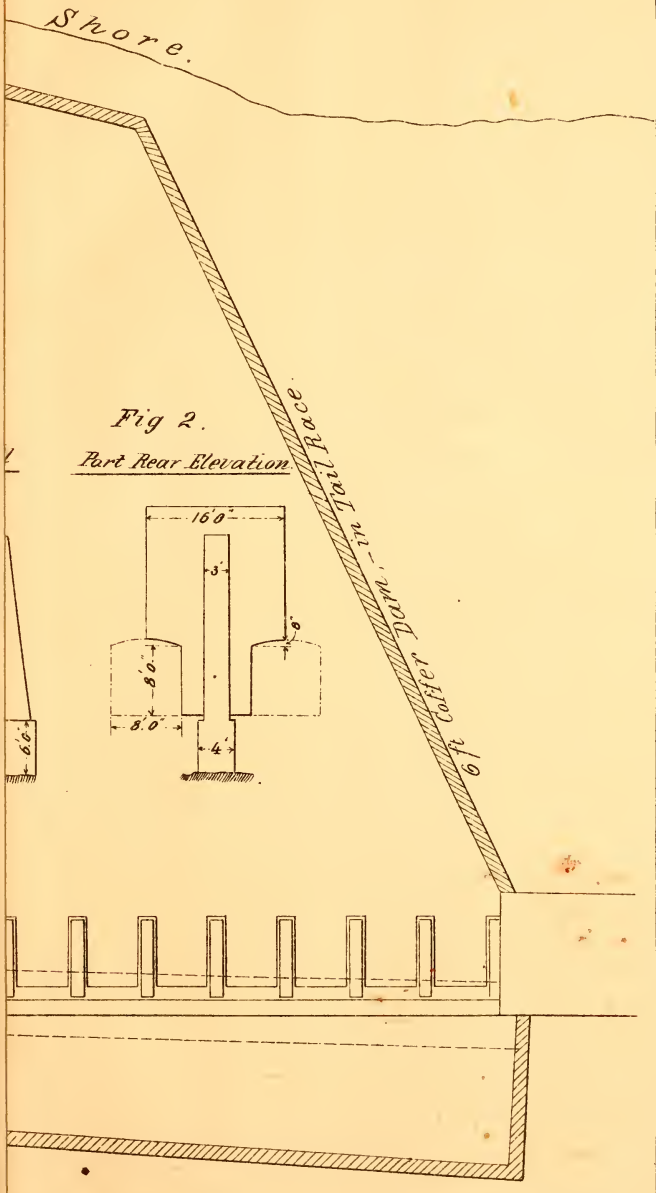 Shore.
Fig 2.
Part Rear Elevation.
16'0"
3'
6"
8'0"
8'0"
4'
6'0"
6 ft Coffer Dam,-in Tail Race.